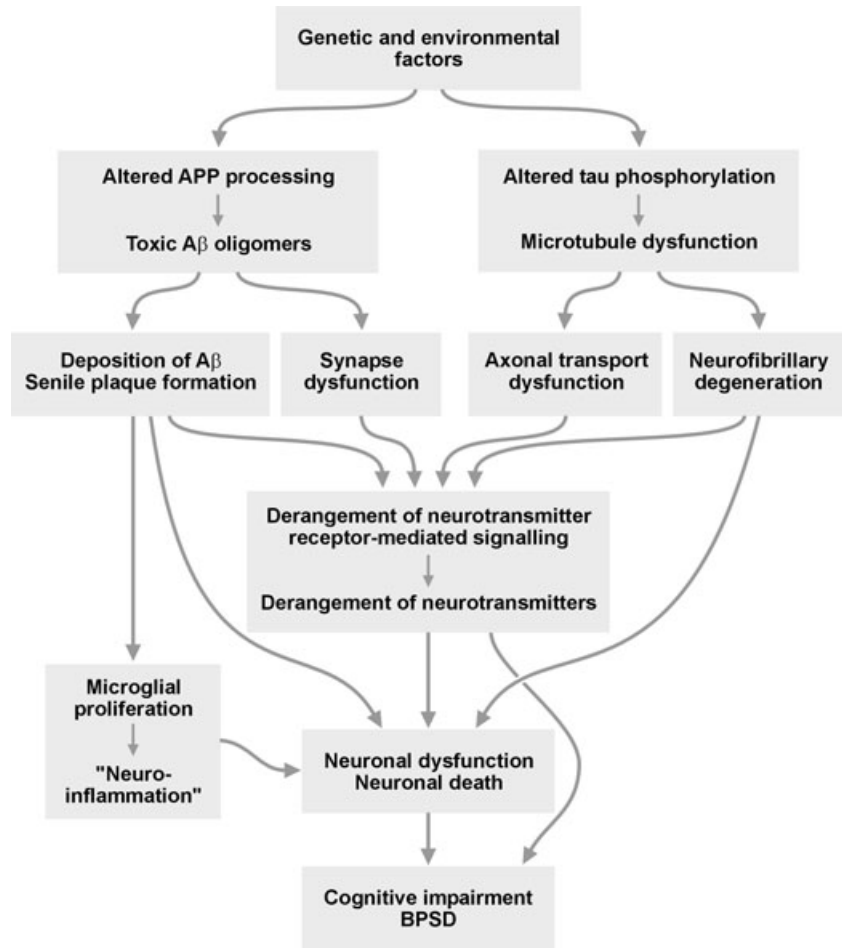 Genetic and environmental
factors
Altered APP processing
Toxic Aβ oligomers
Altered tau phosphorylation
Microtubule dysfunction
Deposition of Aβ
Senile plaque formation
Synapse
dysfunction
Axonal transport
dysfunction
Neurofibrillary
degeneration
Derangement of neurotransmitter
receptor-mediated signalling
Derangement of neurotransmitters
Microglial
proliferation
"Neuro-
inflammation"
Neuronal dysfunction
Neuronal death
Cognitive impairment
BPSD